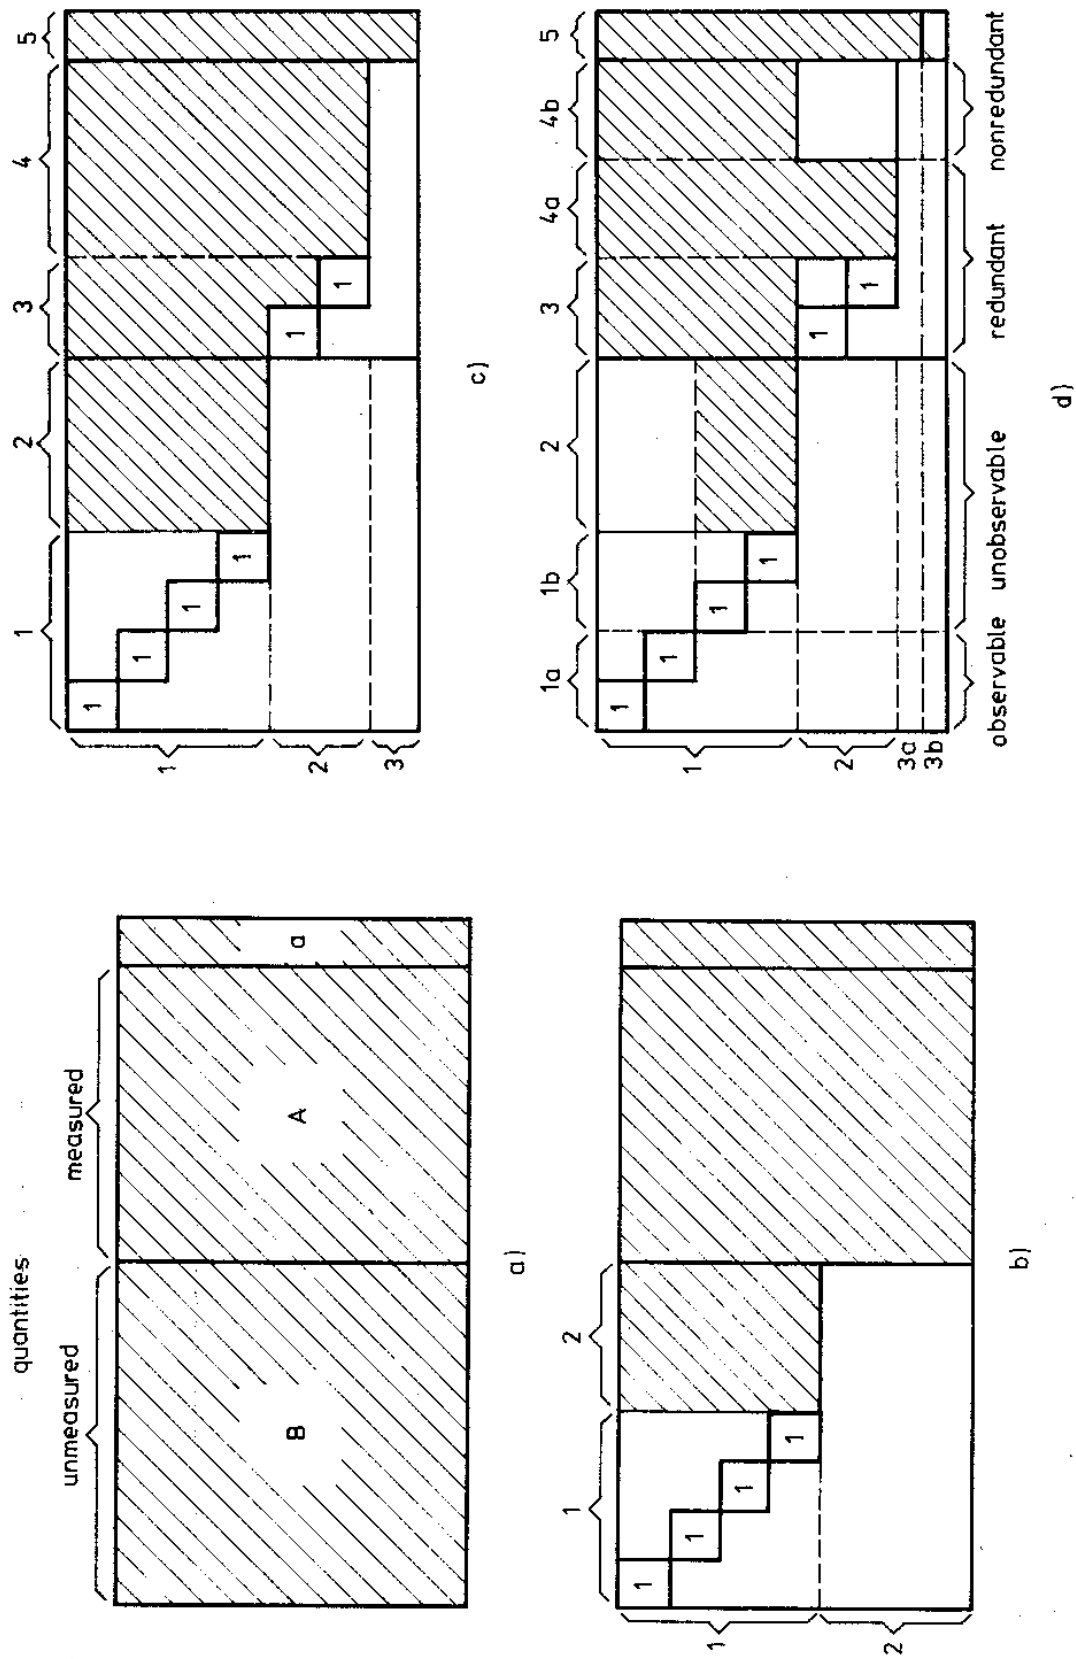 quantities
unmeasured measured
B A a
a)
1 2
1
2
1 1 1 1
b)
1 2 3 4 5
1
2
3
1 1 1 1 1 1
c)
1a 1b 2 3 4a 4b 5
1
2
3a
3b
1 1 1 1 1 1
observable unobservable redundant nonredundant
d)